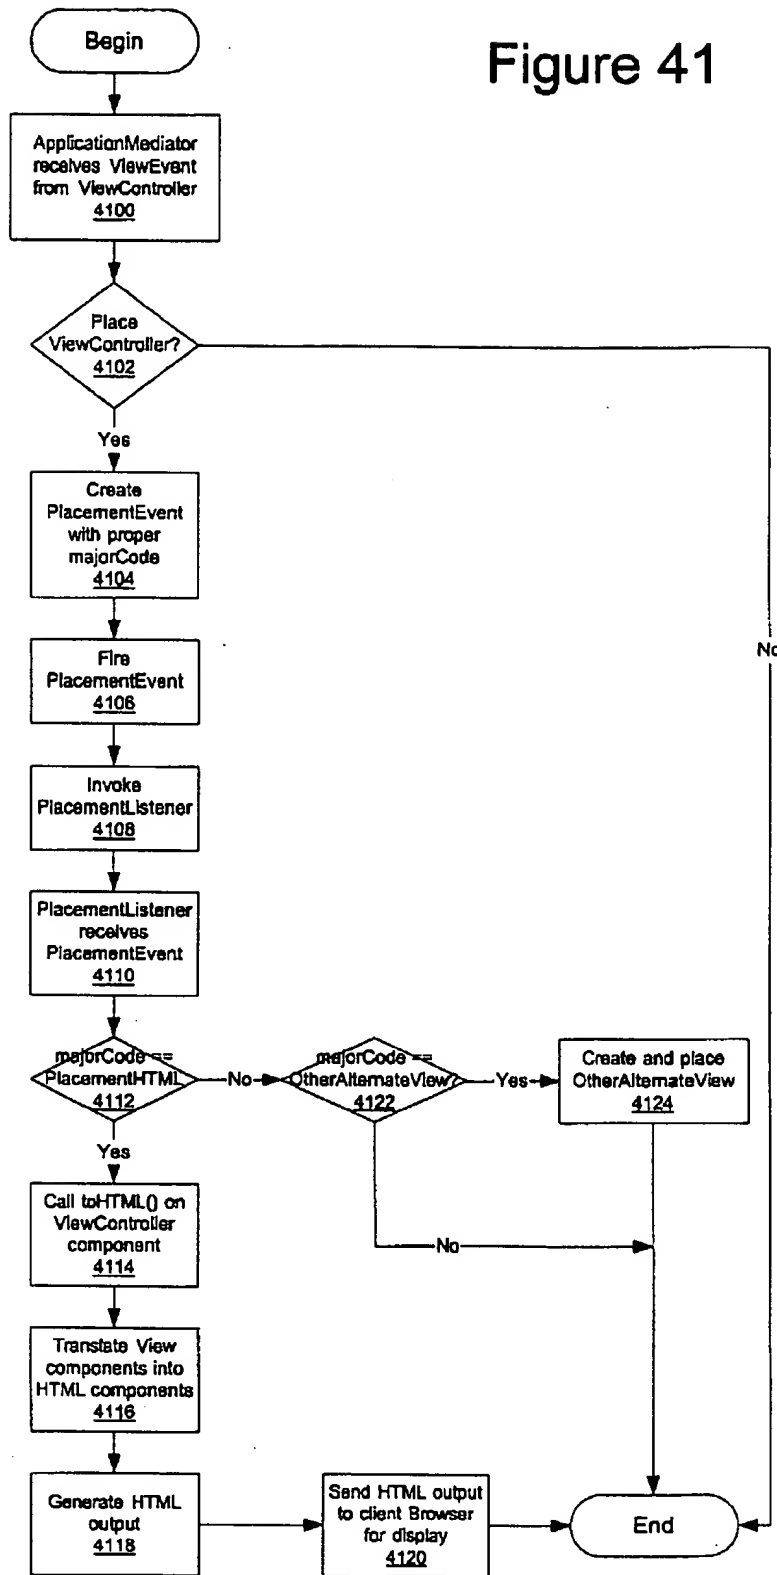 Begin
Figure 41
ApplicationMediator
receives ViewEvent
from ViewController
4100
Place
ViewController?
4102
Yes
No
Create
PlacementEvent
with proper
majorCode
4104
Fire
PlacementEvent
4106
Invoke
PlacementListener
4108
PlacementListener
receives
PlacementEvent
4110
majorCode ==
PlacementHTML
4112
No
majorCode ==
OtherAlternateView?
4122
Yes
Create and place
OtherAlternateView
4124
Yes
No
Call toHTML() on
ViewController
component
4114
Translate View
components into
HTML components
4116
Generate HTML
output
4118
Send HTML output
to client Browser
for display
4120
End